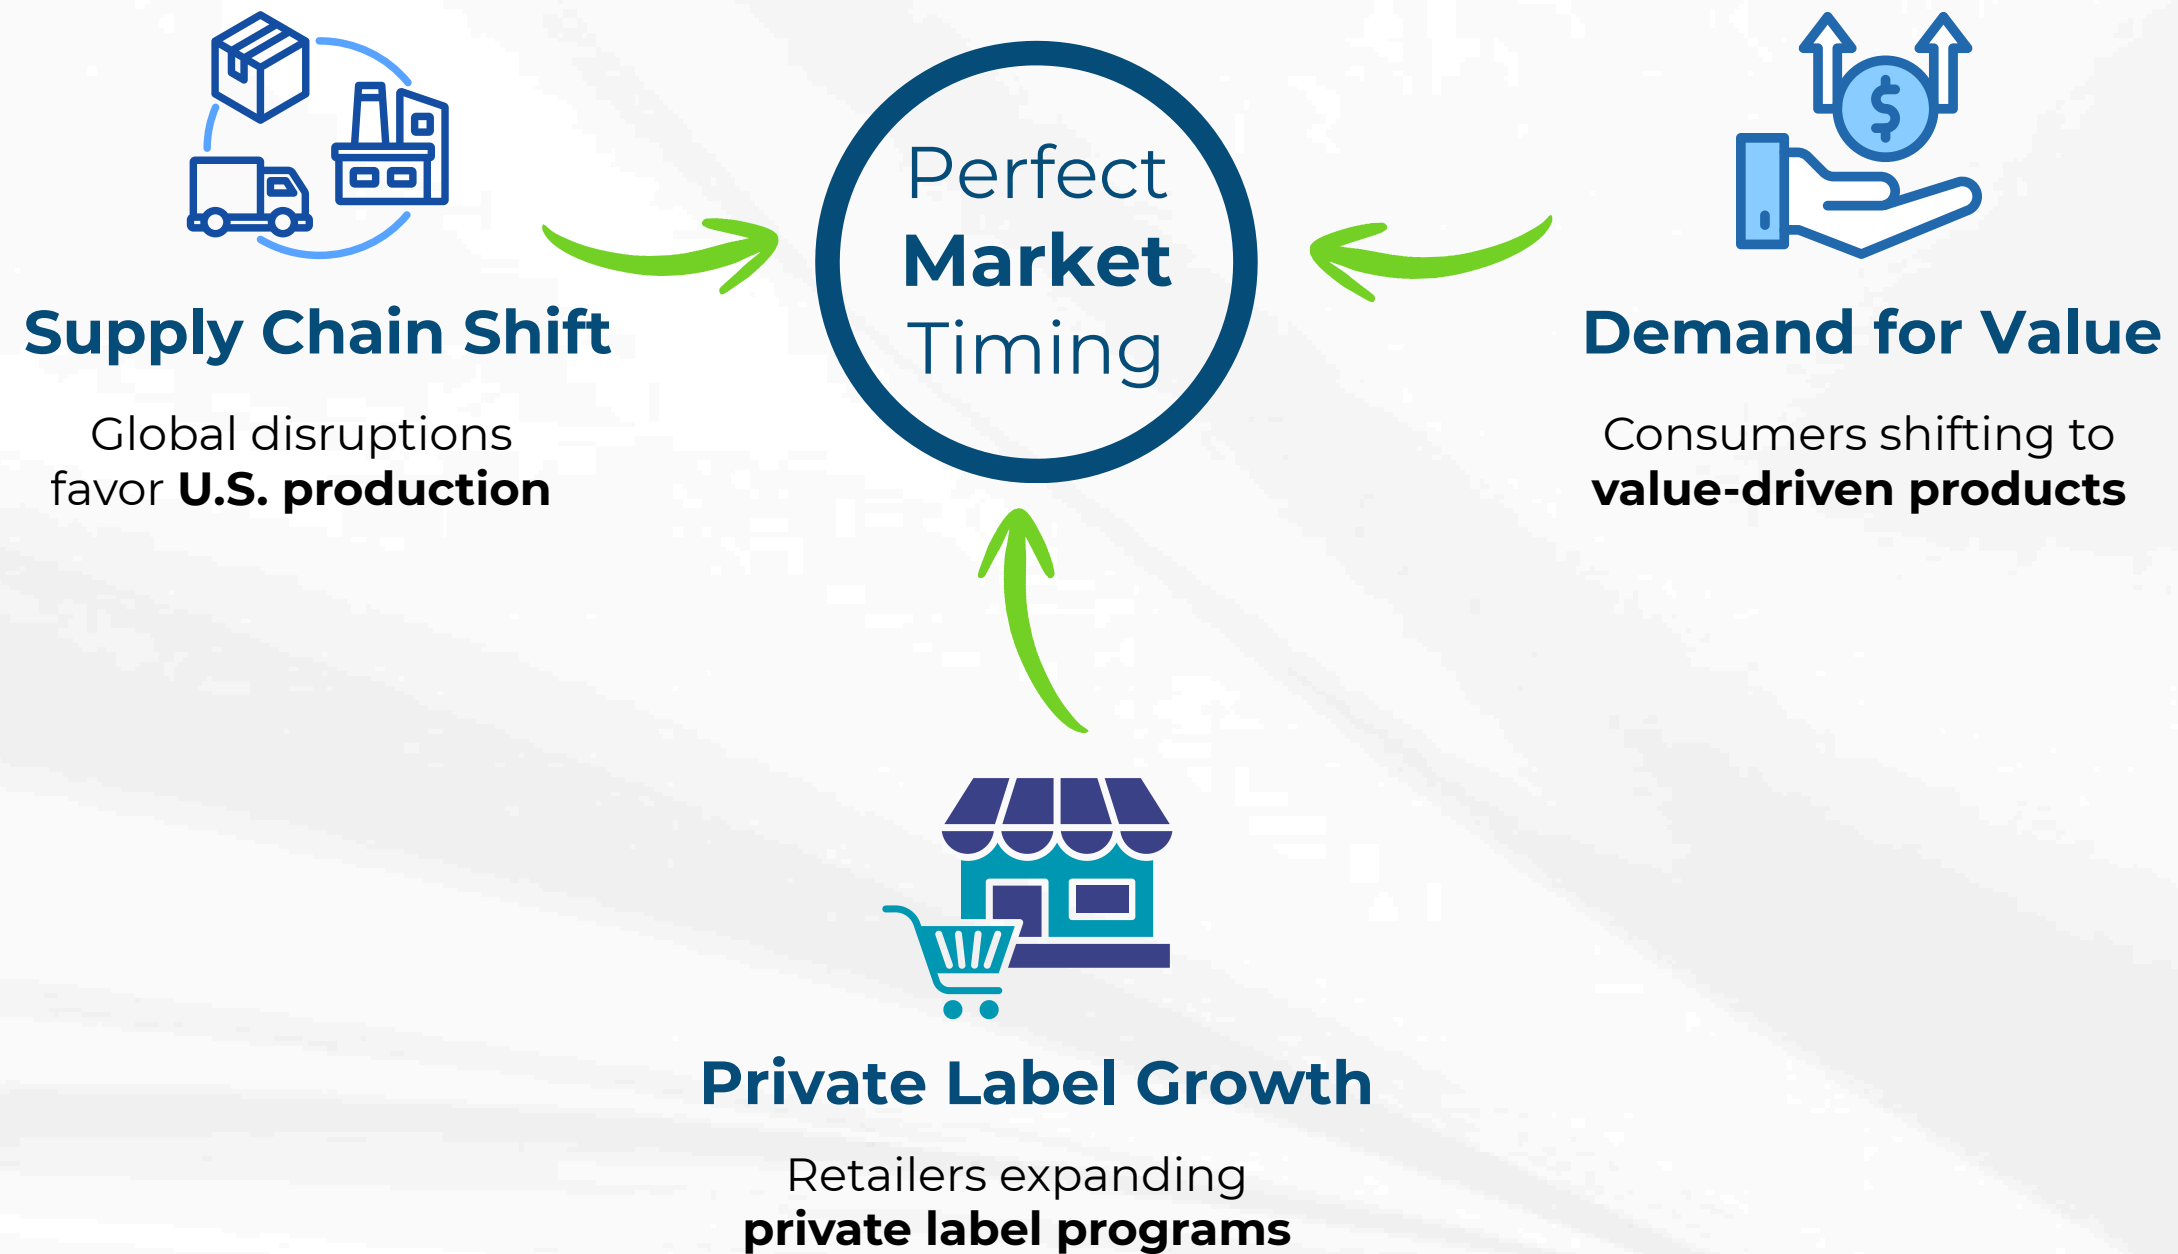 Perfect
Market
Timing
Supply Chain Shift
Global disruptions
favor U.S. production
Demand for Value
Consumers shifting to
value-driven products
$
Private Label Growth
Retailers expanding
private label programs